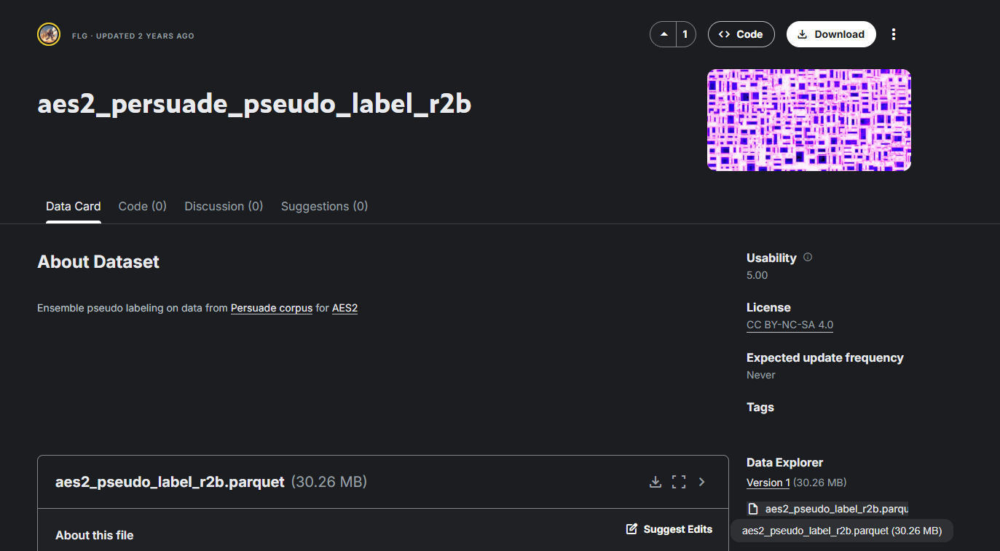 FLG · UPDATED 2 YEARS AGO
1
Code
Download
aes2_persuade_pseudo_label_r2b
Data Card
Code (0)
Discussion (0)
Suggestions (0)
About Dataset
Ensemble pseudo labeling on data from Persuade corpus for AES2
Usability
5.00
License
CC BY-NC-SA 4.0
Expected update frequency
Never
Tags
aes2_pseudo_label_r2b.parquet (30.26 MB)
About this file
Suggest Edits
Data Explorer
Version 1 (30.26 MB)
aes2_pseudo_label_r2b.parqu
aes2_pseudo_label_r2b.parquet (30.26 MB)